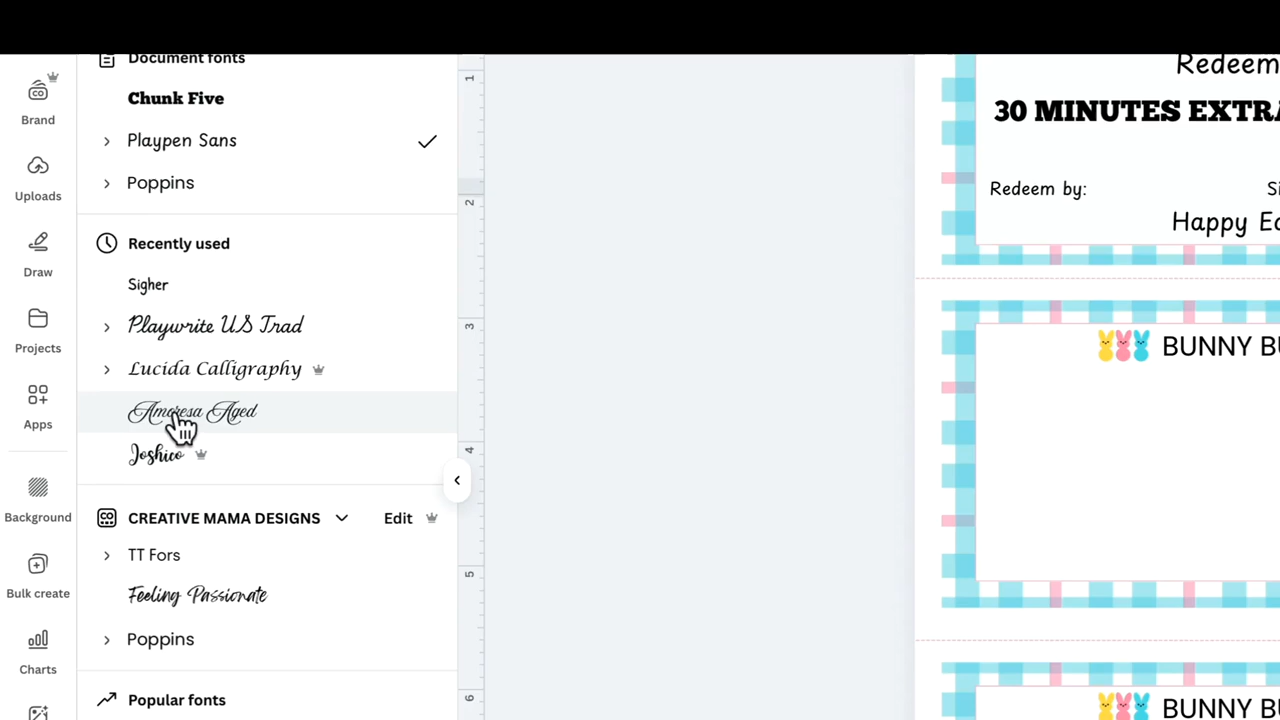 Brand
Uploads
Draw
Projects
Apps
Background
Bulk create
Charts
Document fonts
Chunk Five
Playpen Sans
Poppins
Recently used
Sigher
Playwrite US Trad
Lucida Calligraphy
Amoresa Aged
Joshico
CREATIVE MAMA DESIGNS
Edit
TT Fors
Feeling Passionate
Poppins
Popular fonts
1
2
3
4
5
6
Redeem
30 MINUTES EXTRA
Redeem by:
Si
Happy Ea
BUNNY BU
BUNNY BU